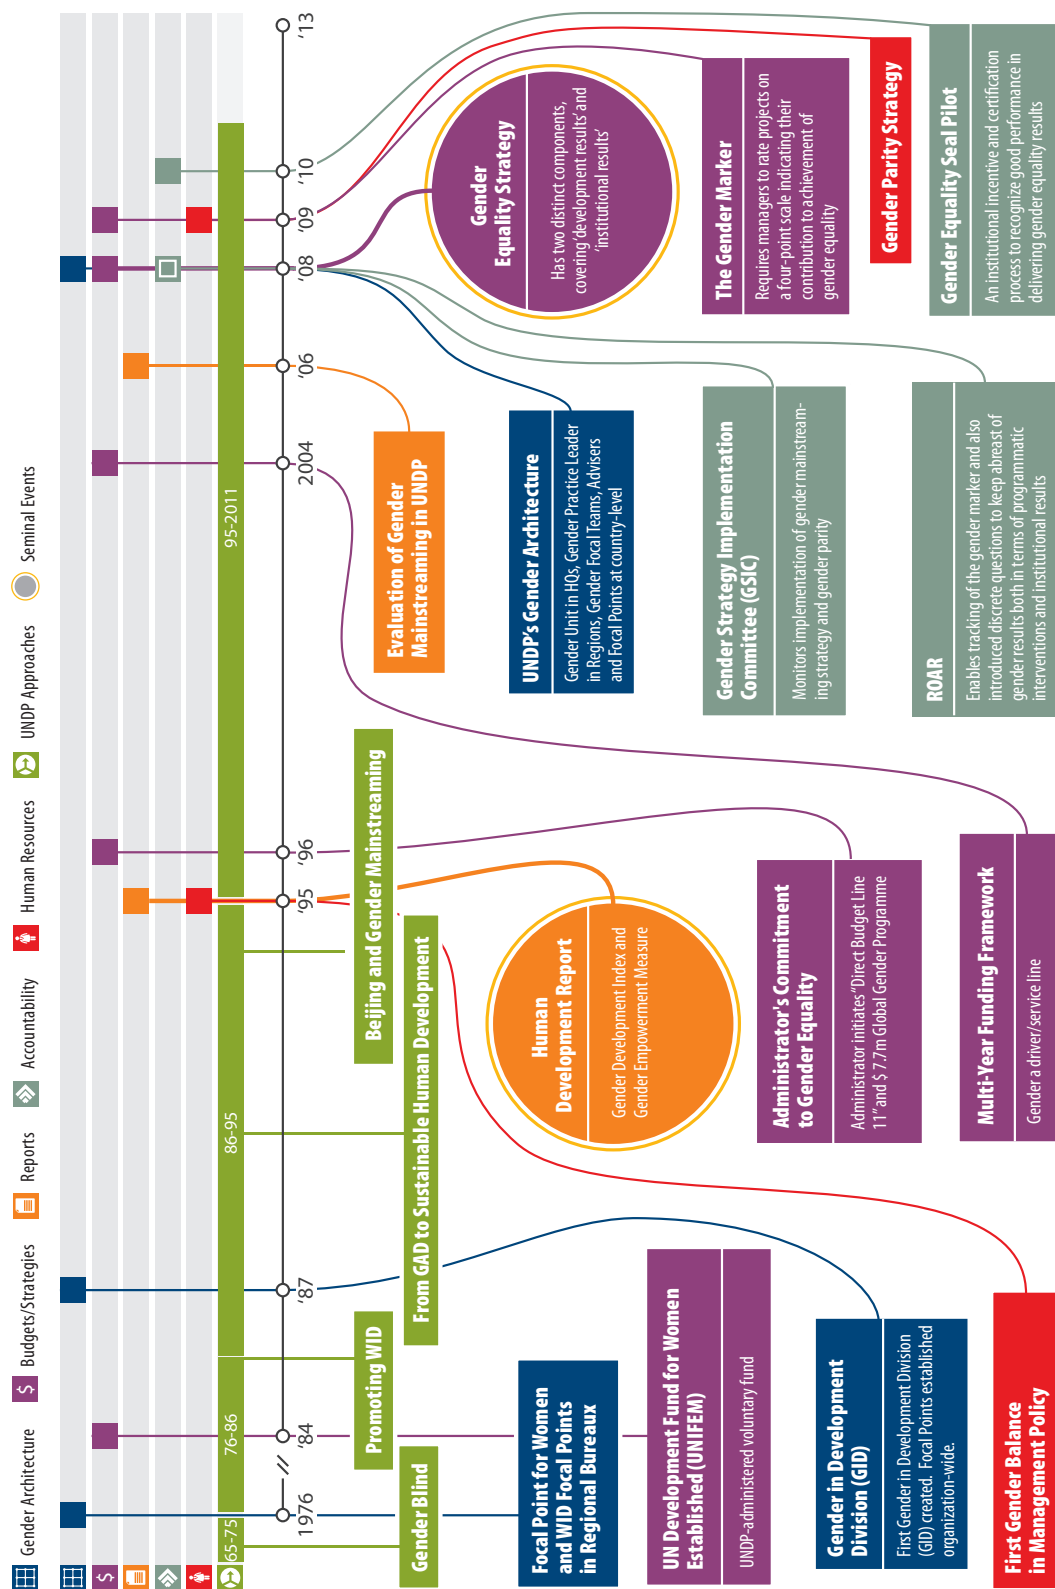 Gender Architecture
$
Budgets/Strategies
Reports
Accountability
Human Resources
UNDP Approaches
Seminal Events
$
65-75
76-86
86-95
95-2011
1976
//
‘84
‘87
‘95
‘96
2004
‘06
‘08
‘09
‘10
‘13
Gender Blind
Promoting WID
From GAD to Sustainable Human Development
Beijing and Gender Mainstreaming
Focal Point for Women
and WID Focal Points
in Regional Bureaux
UN Development Fund for Women
Established (UNIFEM)
UNDP-administered voluntary fund
Gender in Development
Division (GID)
First Gender in Development Division
(GID) created. Focal Points established
organization-wide.
First Gender Balance
in Management Policy
Human
Development Report
Gender Development Index and
Gender Empowerment Measure
Administrator’s Commitment
to Gender Equality
Administrator initiates “Direct Budget Line
11” and $ 7.7m Global Gender Programme
Multi-Year Funding Framework
Gender a driver/service line
Evaluation of Gender
Mainstreaming in UNDP
UNDP’s Gender Architecture
Gender Unit in HQs, Gender Practice Leader
in Regions, Gender Focal Teams, Advisers
and Focal Points at country-level
Gender Strategy Implementation
Committee (GSIC)
Monitors implementation of gender mainstream-
ing strategy and gender parity
ROAR
Enables tracking of the gender marker and also
introduced discrete questions to keep abreast of
gender results both in terms of programmatic
interventions and institutional results
Gender
Equality Strategy
Has two distinct components,
covering ‘development results’ and
‘institutional results’
The Gender Marker
Requires managers to rate projects on
a four-point scale indicating their
contribution to achievement of
gender equality
Gender Parity Strategy
Gender Equality Seal Pilot
An institutional incentive and certification
process to recognize good performance in
delivering gender equality results